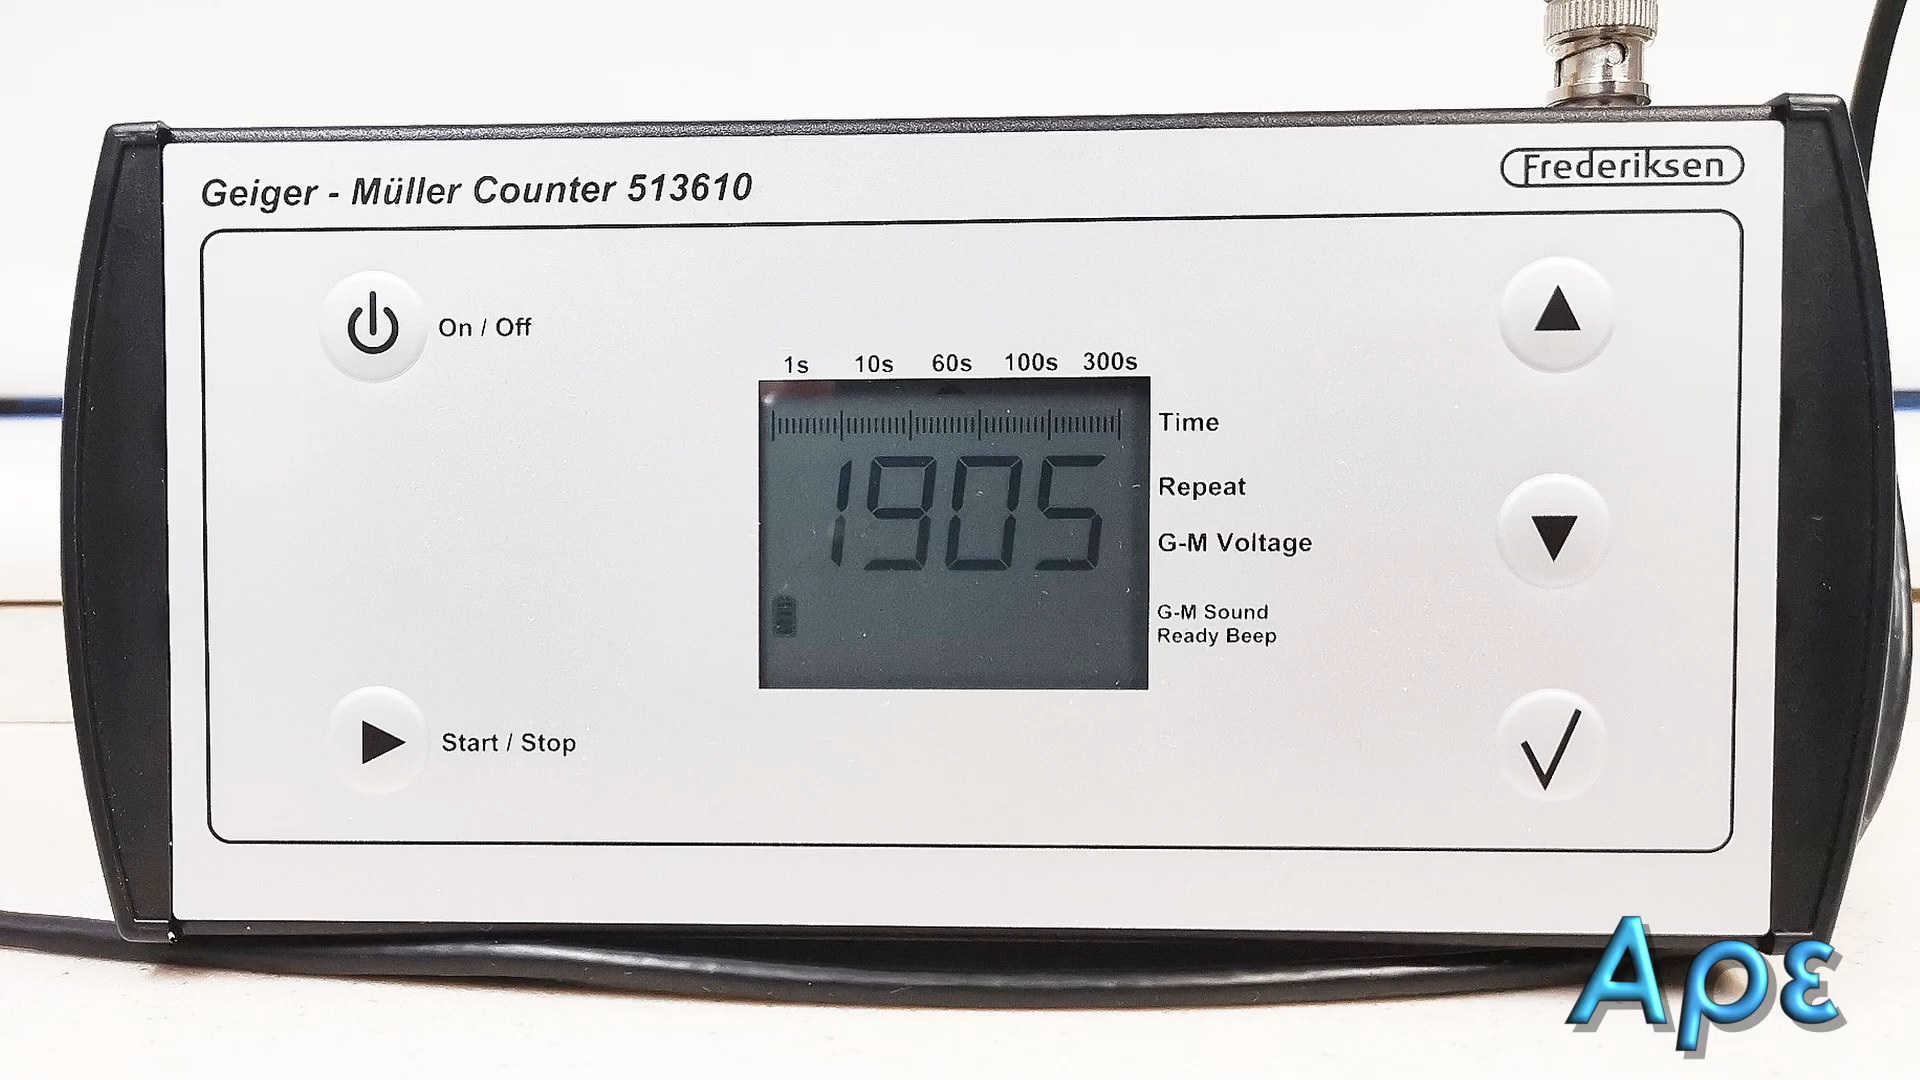 Geiger - Müller Counter 513610
Frederiksen
On / Off
1s 10s 60s 100s 300s
Time
1905
Repeat
G-M Voltage
G-M Sound
Ready Beep
Start / Stop
Αρε